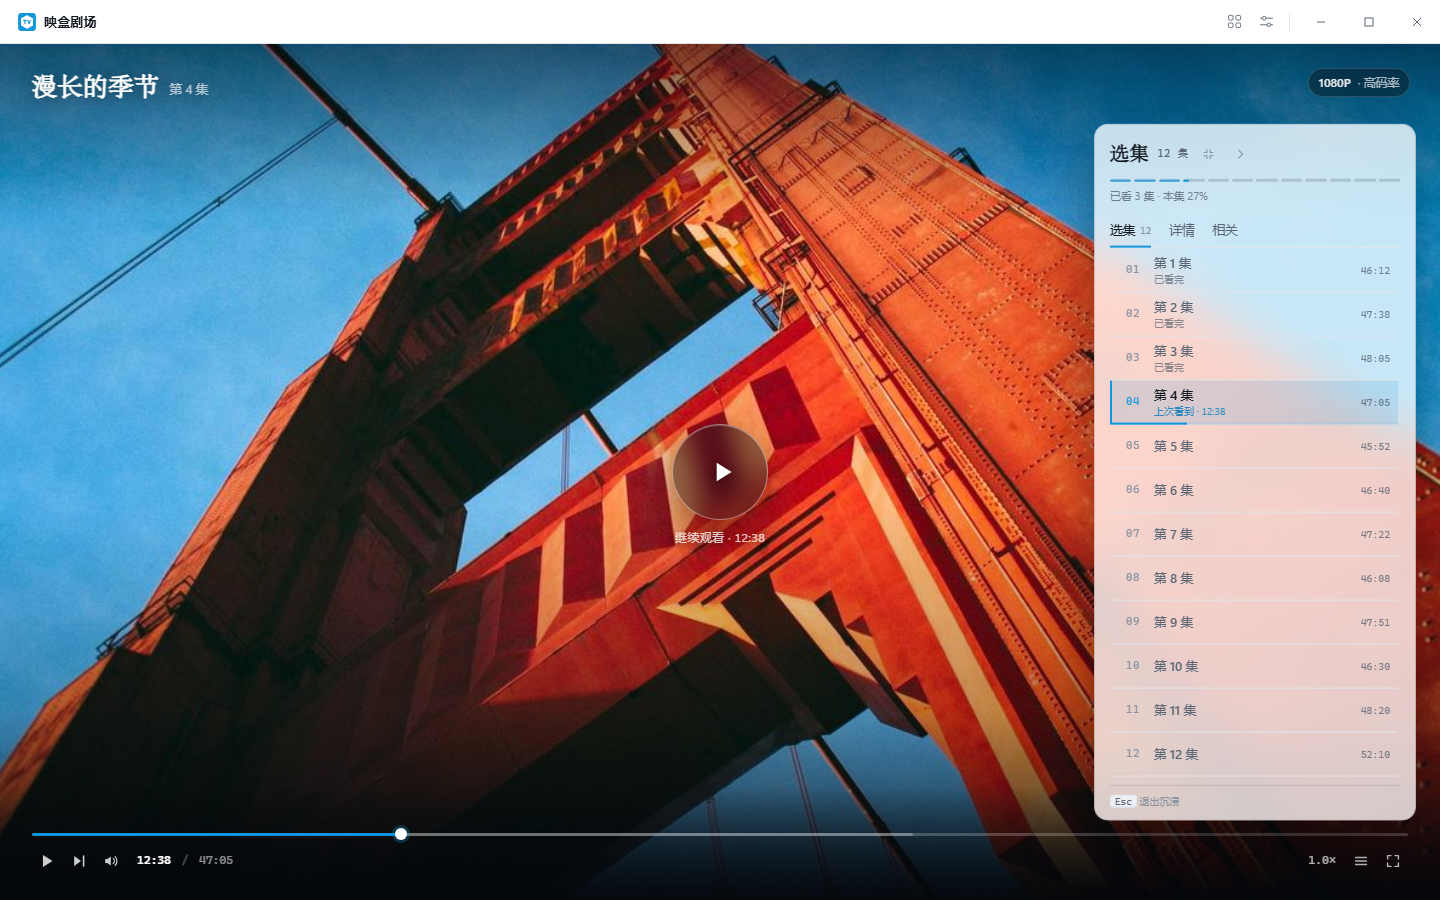 映盒剧场
漫长的季节 第 4 集
1080P · 高码率
选集 12 集
已看 3 集 · 本集 27%
选集 12 详情 相关
01 第 1 集 46:12
已看完
02 第 2 集 47:38
已看完
03 第 3 集 48:05
已看完
04 第 4 集 47:05
上次看到 · 12:38
05 第 5 集 45:52
06 第 6 集 46:40
07 第 7 集 47:22
08 第 8 集 46:08
09 第 9 集 47:51
10 第 10 集 46:30
11 第 11 集 48:20
12 第 12 集 52:10
Esc 退出沉浸
继续观看 · 12:38
12:38 / 47:05
1.0×